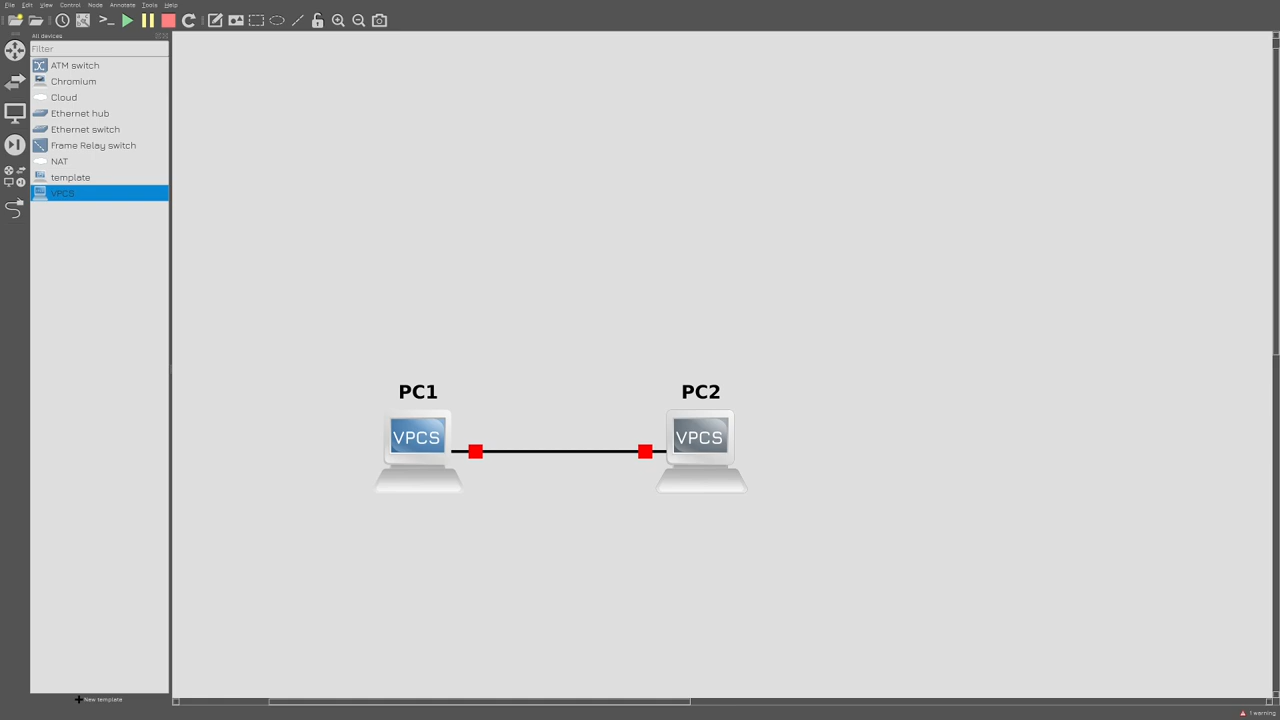 File Edit View Control Node Annotate Tools Help
All devices
Filter
ATM switch
Chromium
Cloud
Ethernet hub
Ethernet switch
Frame Relay switch
NAT
template
VPCS
PC1 PC2
VPCS VPCS
New template
1 warning